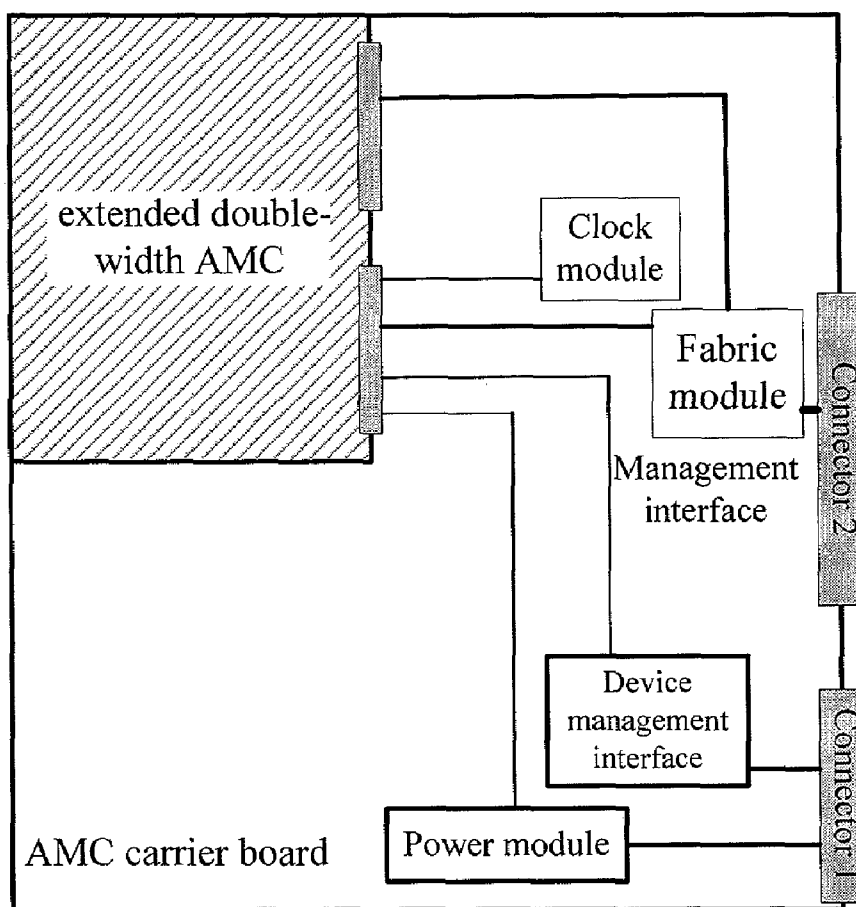 extended double-
width AMC
Clock
module
Fabric
module
Connector 2
Management
interface
Device
management
interface
Connector 1
Power module
AMC carrier board